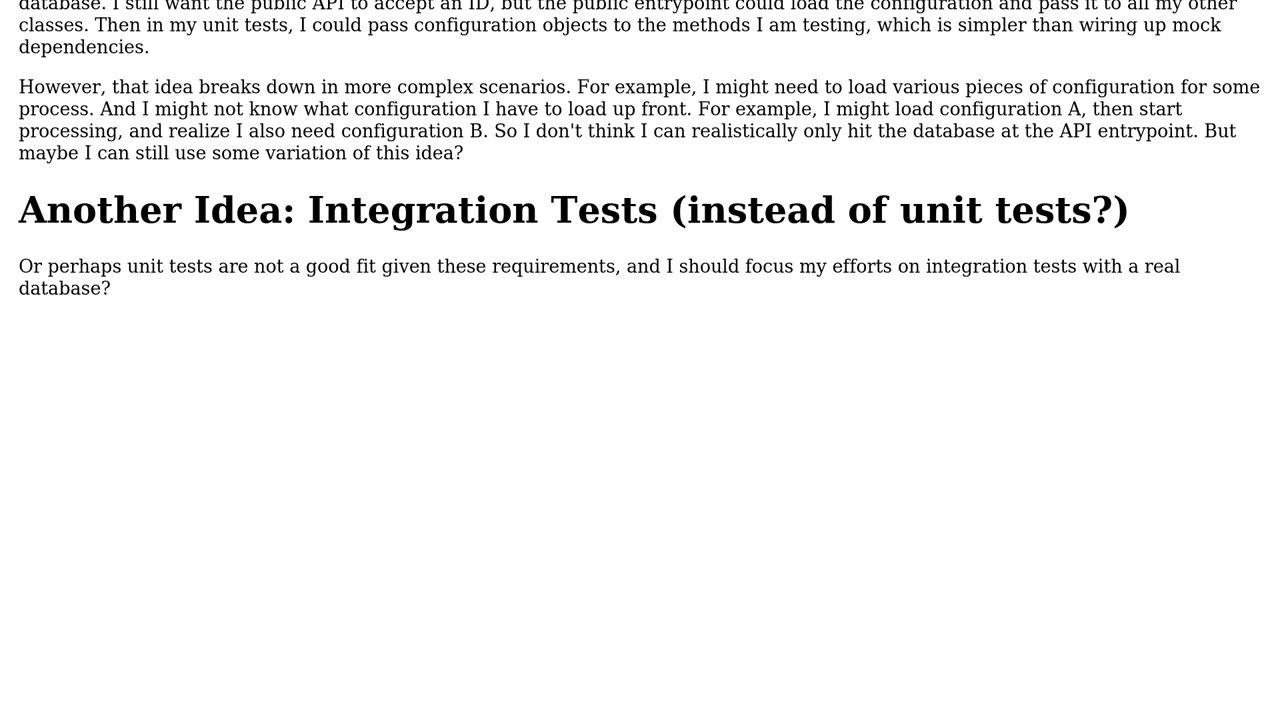 database. I still want the public API to accept an ID, but the public entrypoint could load the configuration and pass it to all my other
classes. Then in my unit tests, I could pass configuration objects to the methods I am testing, which is simpler than wiring up mock
dependencies.
However, that idea breaks down in more complex scenarios. For example, I might need to load various pieces of configuration for some
process. And I might not know what configuration I have to load up front. For example, I might load configuration A, then start
processing, and realize I also need configuration B. So I don't think I can realistically only hit the database at the API entrypoint. But
maybe I can still use some variation of this idea?
Another Idea: Integration Tests (instead of unit tests?)
Or perhaps unit tests are not a good fit given these requirements, and I should focus my efforts on integration tests with a real
database?